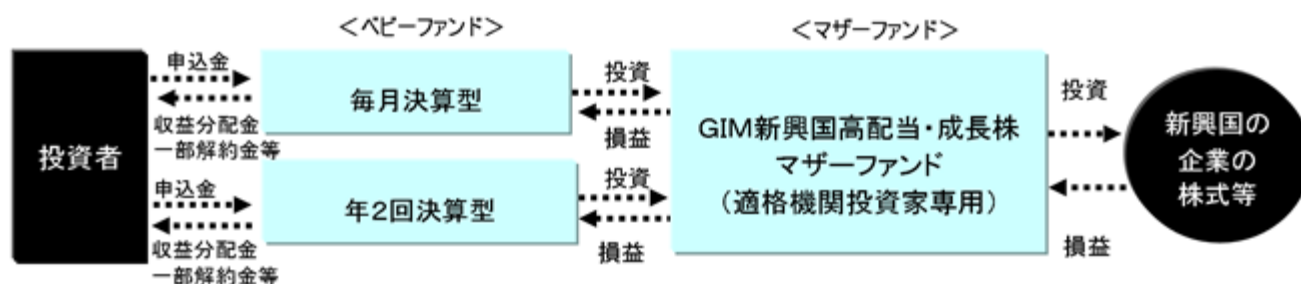 ＜ベビーファンド＞
＜マザーファンド＞
投資者
申込金
収益分配金
一部解約金等
毎月決算型
投資
損益
申込金
収益分配金
一部解約金等
年2回決算型
投資
損益
GIM新興国高配当・成長株
マザーファンド
（適格機関投資家専用）
投資
損益
新興国の
企業の
株式等